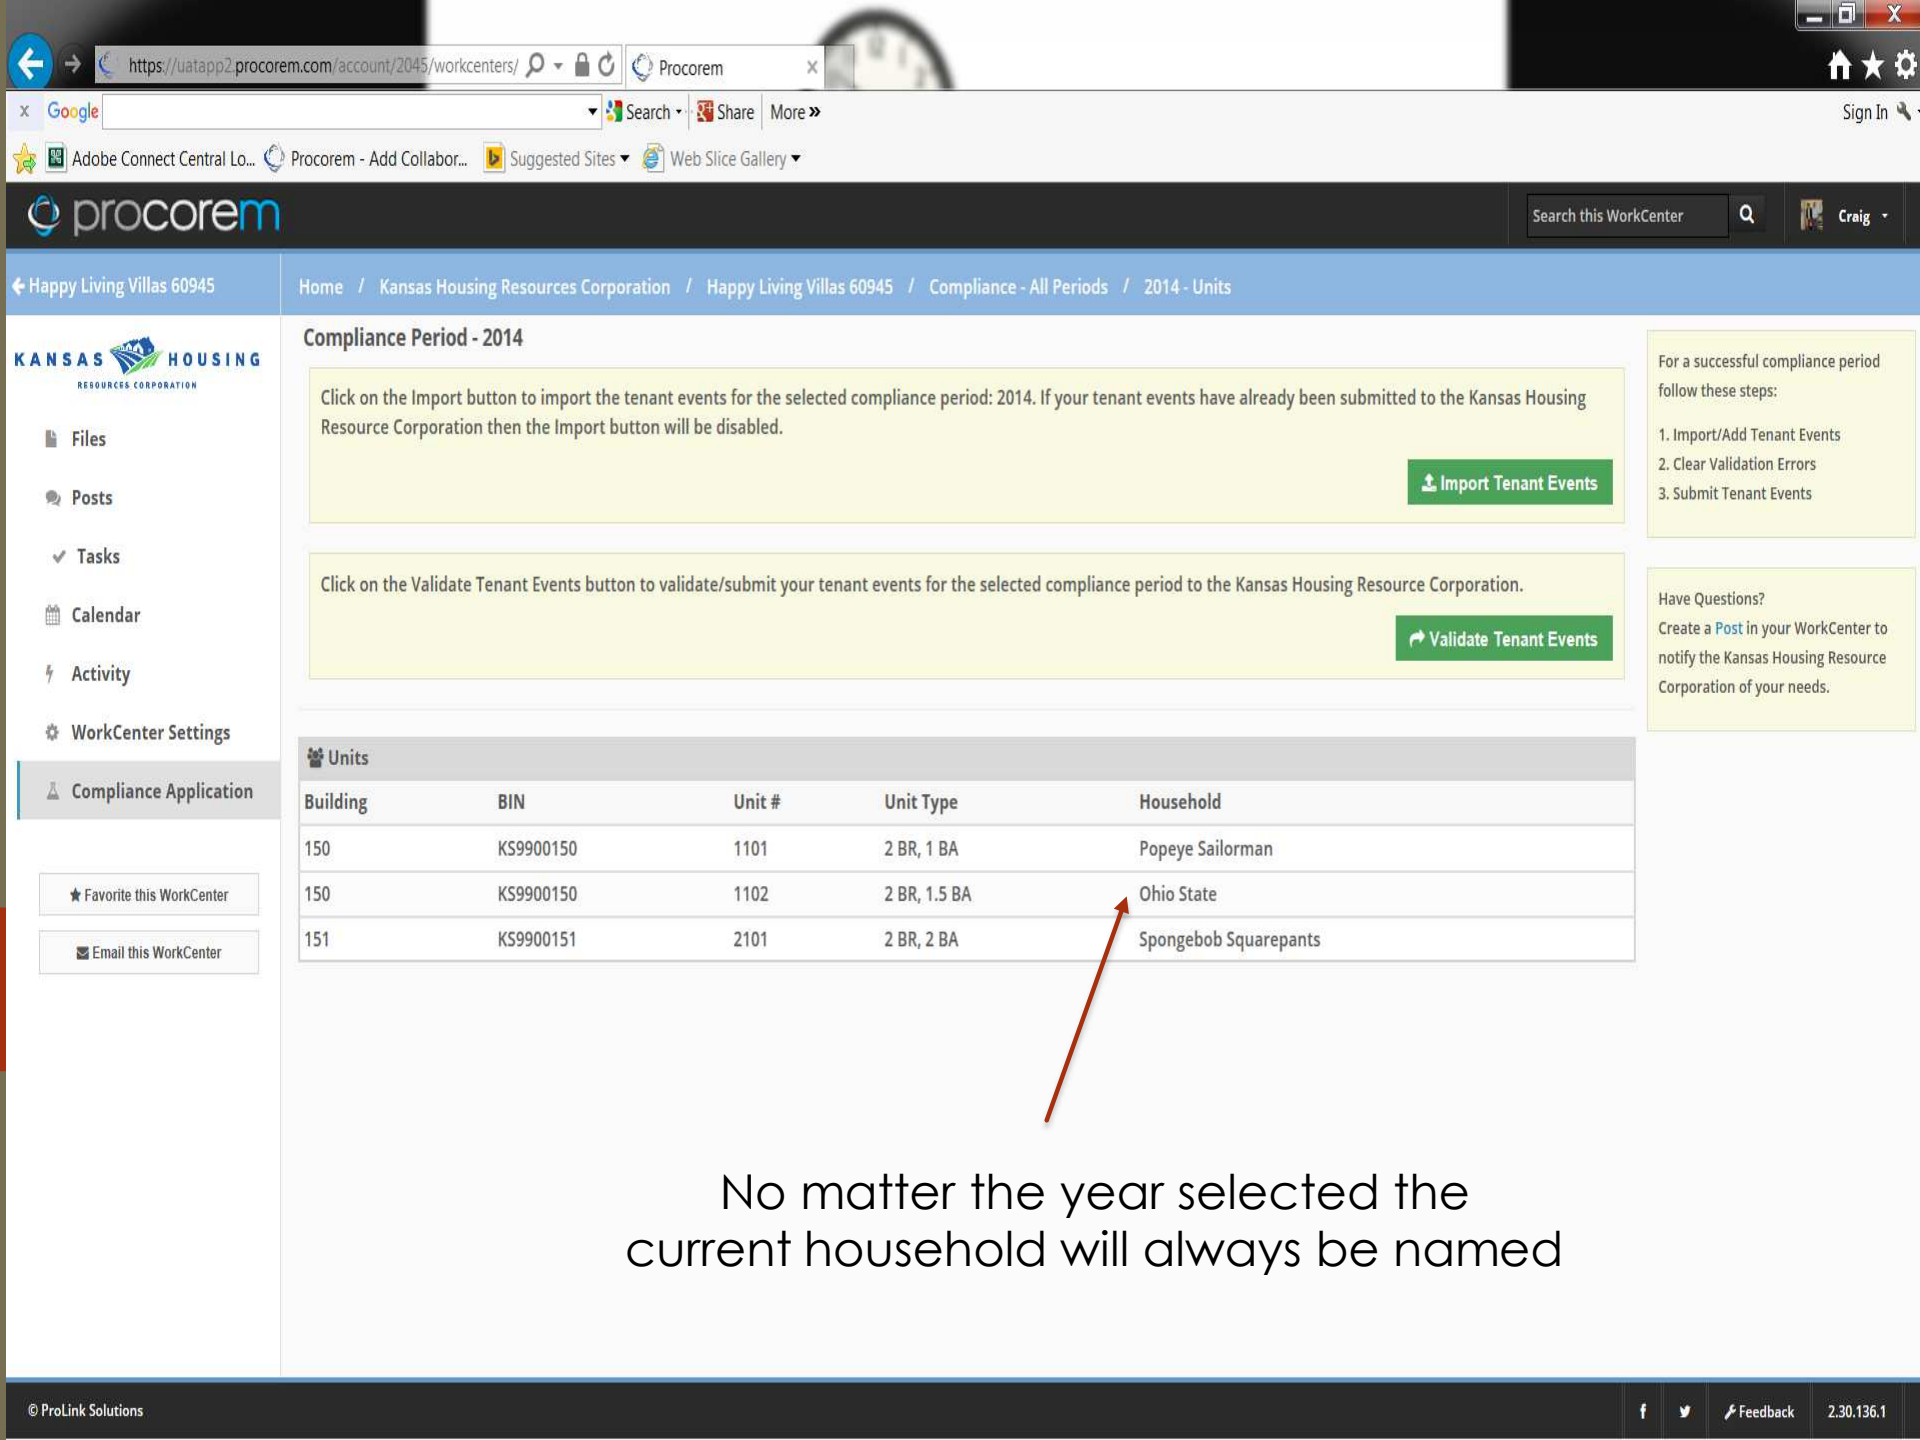 https://uatapp2.procorem.com/account/2045/workcenters/
Procorem
Google
Search
Share
More »
Sign In
Adobe Connect Central Lo...
Procorem - Add Collabor...
Suggested Sites
Web Slice Gallery
procorem
Search this WorkCenter
Craig
Happy Living Villas 60945
Home / Kansas Housing Resources Corporation / Happy Living Villas 60945 / Compliance - All Periods / 2014 - Units
KANSAS HOUSING
RESOURCES CORPORATION
Files
Posts
Tasks
Calendar
Activity
WorkCenter Settings
Compliance Application
Favorite this WorkCenter
Email this WorkCenter
Compliance Period - 2014
Click on the Import button to import the tenant events for the selected compliance period: 2014. If your tenant events have already been submitted to the Kansas Housing
Resource Corporation then the Import button will be disabled.
Import Tenant Events
Click on the Validate Tenant Events button to validate/submit your tenant events for the selected compliance period to the Kansas Housing Resource Corporation.
Validate Tenant Events
For a successful compliance period
follow these steps:
1. Import/Add Tenant Events
2. Clear Validation Errors
3. Submit Tenant Events
Have Questions?
Create a Post in your WorkCenter to
notify the Kansas Housing Resource
Corporation of your needs.
Units
Building BIN Unit # Unit Type Household
150 KS9900150 1101 2 BR, 1 BA Popeye Sailorman
150 KS9900150 1102 2 BR, 1.5 BA Ohio State
151 KS9900151 2101 2 BR, 2 BA Spongebob Squarepants
No matter the year selected the
current household will always be named
© ProLink Solutions
Feedback
2.30.136.1